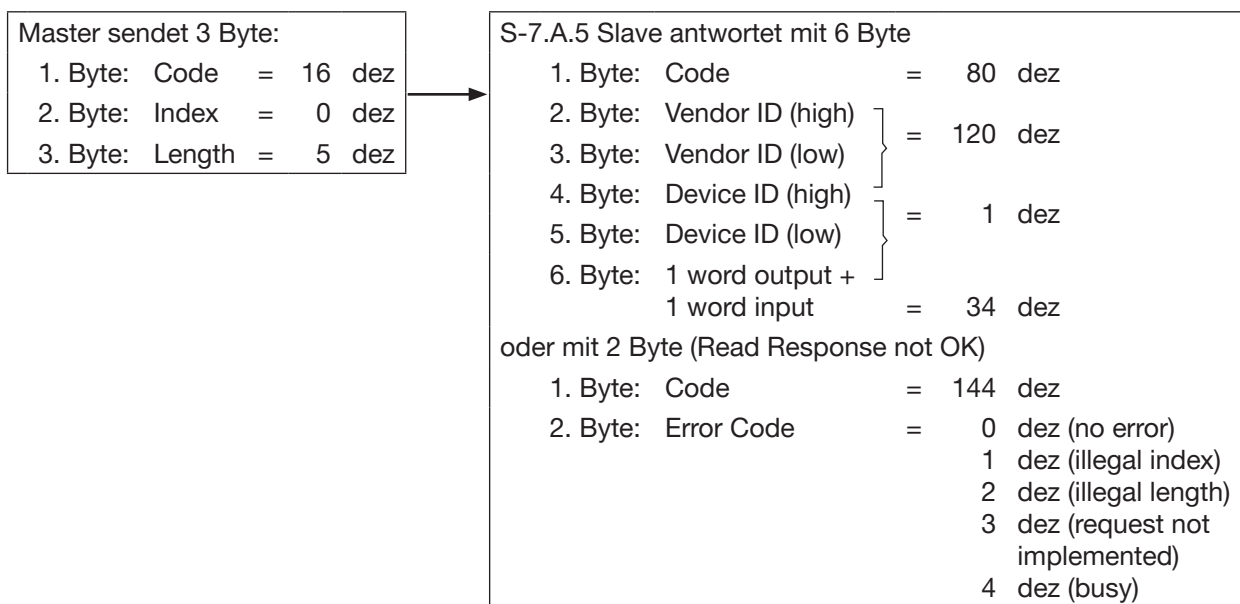 Master sendet 3 Byte:
1. Byte: Code = 16 dez
2. Byte: Index = 0 dez
3. Byte: Length = 5 dez
S-7.A.5 Slave antwortet mit 6 Byte
1. Byte: Code = 80 dez
2. Byte: Vendor ID (high)
= 120 dez
3. Byte: Vendor ID (low)
4. Byte: Device ID (high)
= 1 dez
5. Byte: Device ID (low)
6. Byte: 1 word output +
1 word input = 34 dez
oder mit 2 Byte (Read Response not OK)
1. Byte: Code = 144 dez
2. Byte: Error Code = 0 dez (no error)
1 dez (illegal index)
2 dez (illegal length)
3 dez (request not
implemented)
4 dez (busy)